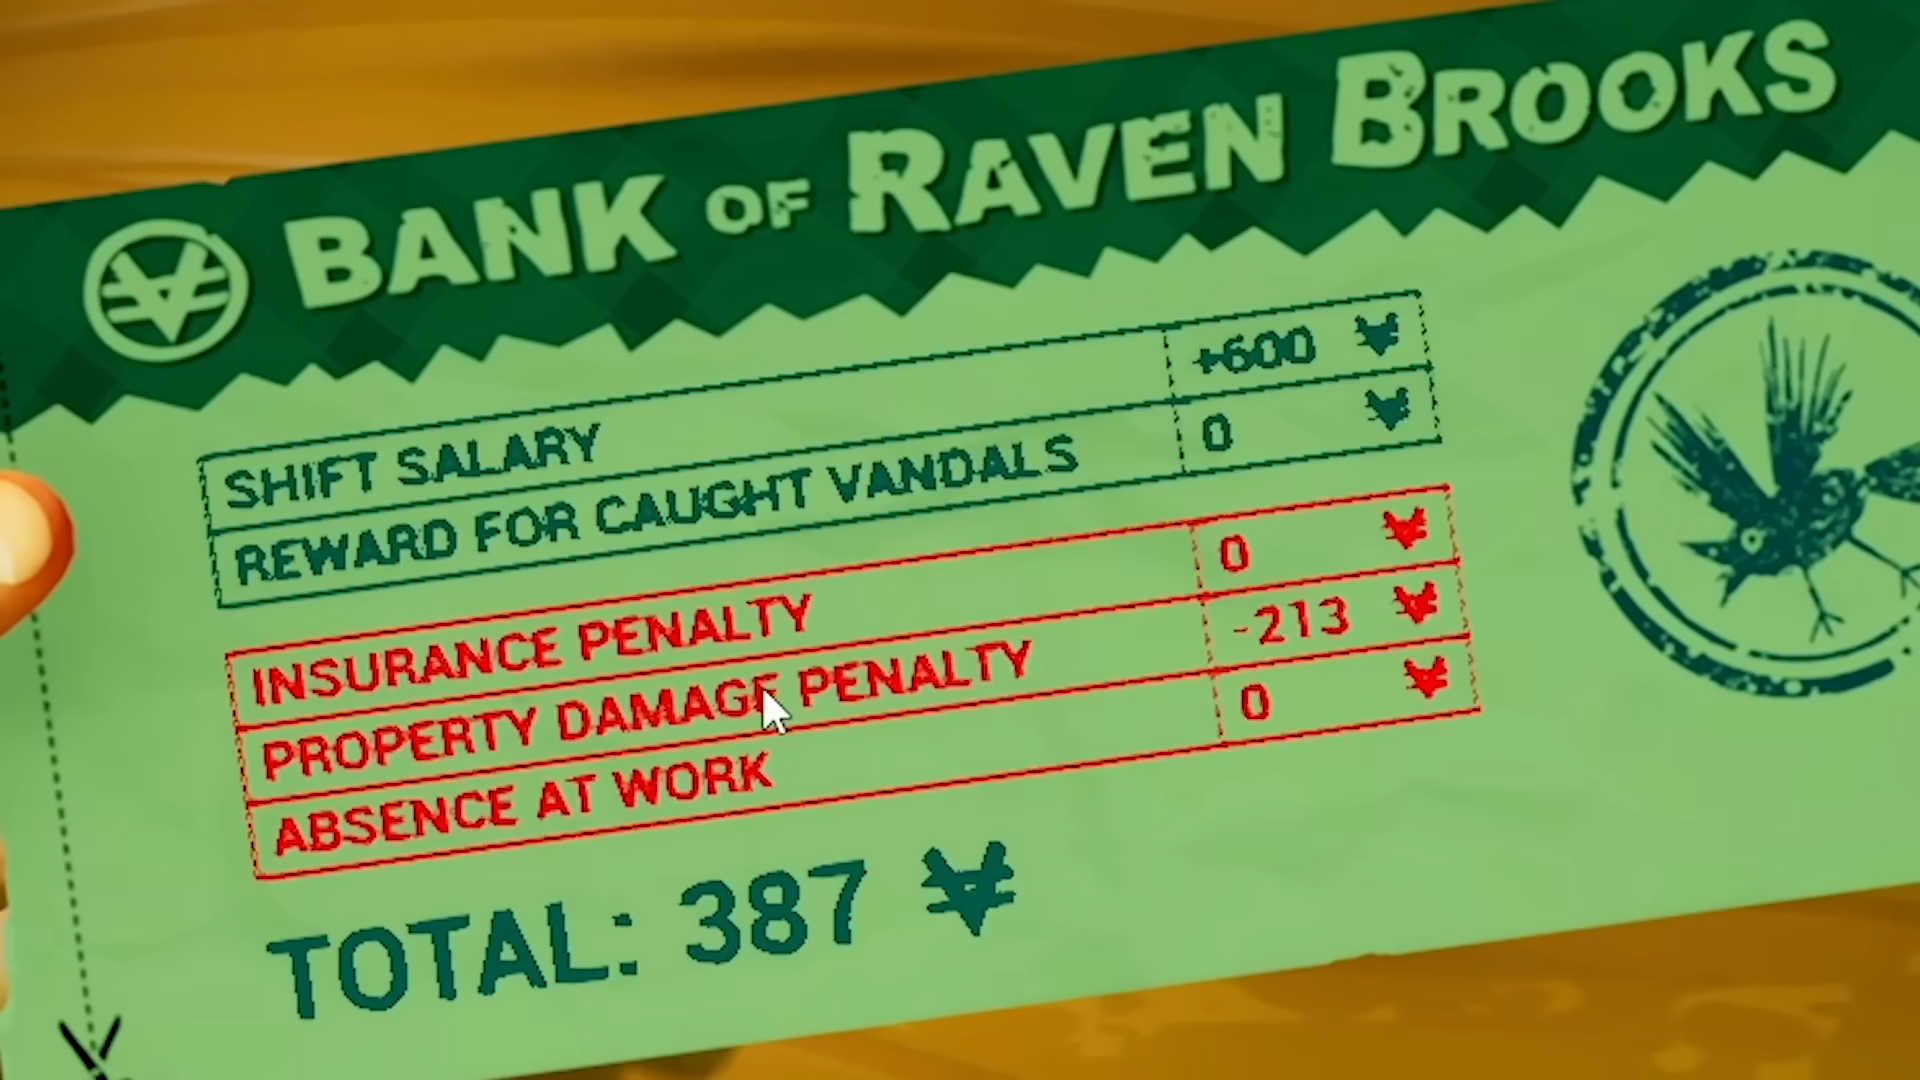 BANK OF RAVEN BROOKS
SHIFT SALARY +600
REWARD FOR CAUGHT VANDALS 0
INSURANCE PENALTY 0
PROPERTY DAMAGE PENALTY -213
ABSENCE AT WORK 0
TOTAL: 387